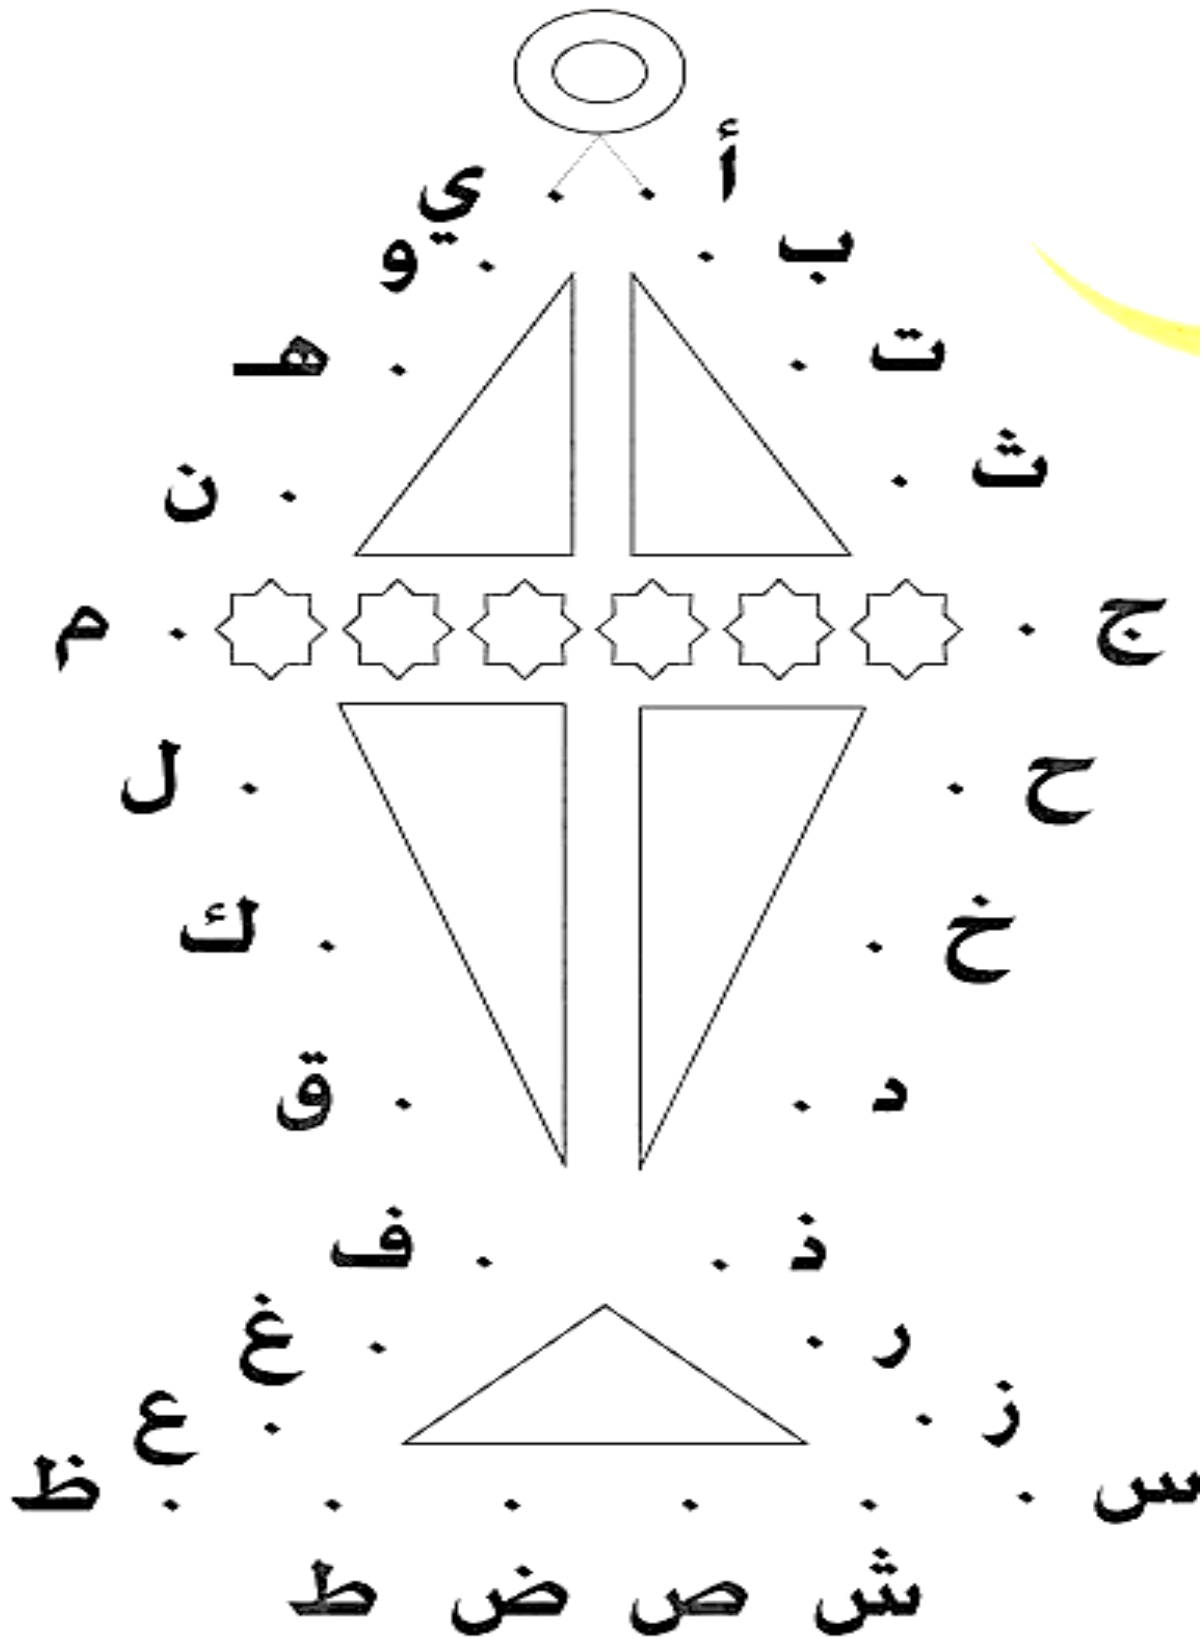 أ
ب
ت
ث
ج
ح
خ
د
ذ
ر
ز
س
ش
ص
ض
ط
ظ
ع
غ
ف
ق
ك
ل
م
ن
هـ
و
ي